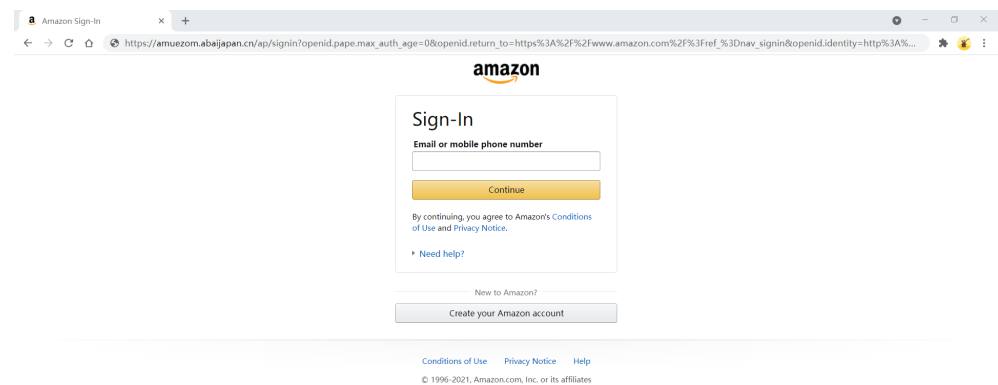 a Amazon Sign-In
https://amuezom.abaijapan.cn/ap/signin?openid.pape.max_auth_age=0&openid.return_to=https%3A%2F%2Fwww.amazon.com%2F%3Fref_%3Dnav_signin&openid.identity=http%3A%...
amazon
Sign-In
Email or mobile phone number
Continue
By continuing, you agree to Amazon's Conditions
of Use and Privacy Notice.
Need help?
New to Amazon?
Create your Amazon account
Conditions of Use Privacy Notice Help
© 1996-2021, Amazon.com, Inc. or its affiliates